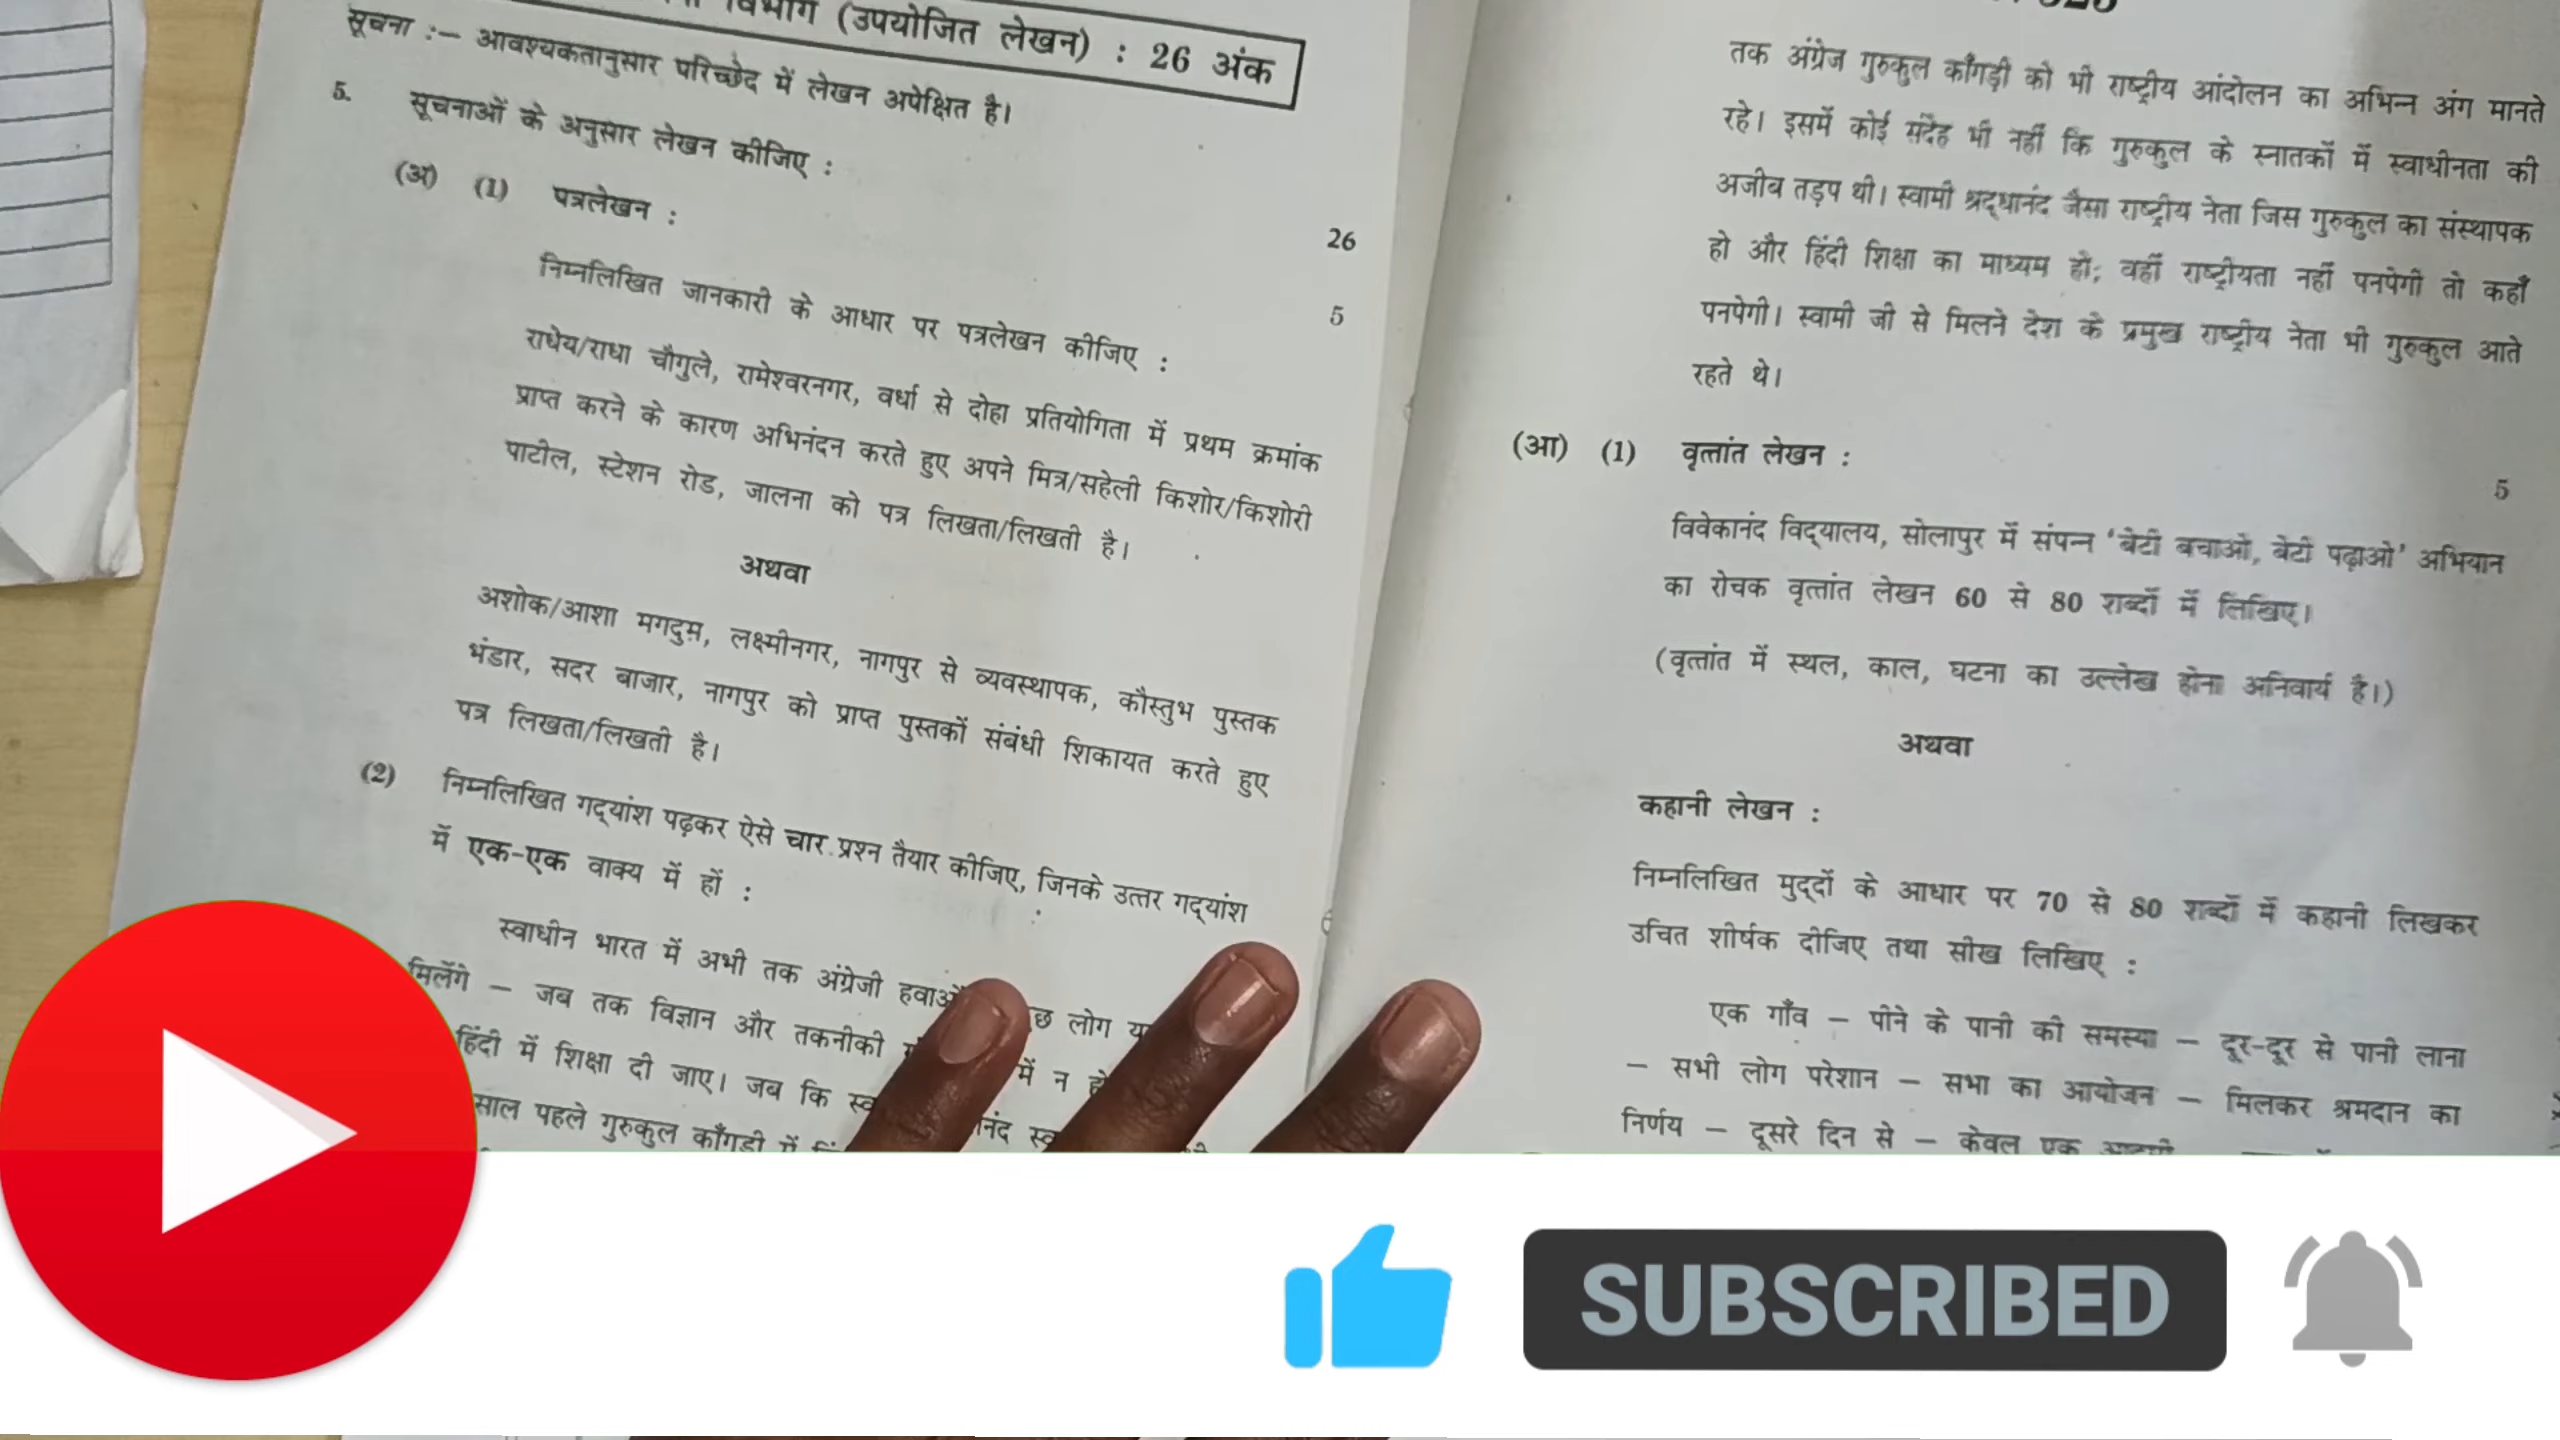 विभाग (उपयोजित लेखन) : 26 अंक
सूचना :— आवश्यकतानुसार परिच्छेद में लेखन अपेक्षित है।
5. सूचनाओं के अनुसार लेखन कीजिए :
26
(अ) (1) पत्रलेखन :
5
निम्नलिखित जानकारी के आधार पर पत्रलेखन कीजिए :
राधेय/राधा चौगुले, रामेश्वरनगर, वर्धा से दोहा प्रतियोगिता में प्रथम क्रमांक
प्राप्त करने के कारण अभिनंदन करते हुए अपने मित्र/सहेली किशोर/किशोरी
पाटील, स्टेशन रोड, जालना को पत्र लिखता/लिखती है।
अथवा
अशोक/आशा मगदुम, लक्ष्मीनगर, नागपुर से व्यवस्थापक, कौस्तुभ पुस्तक
भंडार, सदर बाजार, नागपुर को प्राप्त पुस्तकों संबंधी शिकायत करते हुए
पत्र लिखता/लिखती है।
(2) निम्नलिखित गद्यांश पढ़कर ऐसे चार प्रश्न तैयार कीजिए, जिनके उत्तर गद्यांश
में एक-एक वाक्य में हों :
स्वाधीन भारत में अभी तक अंग्रेजी हवाओं लोग
मिलेंगे — जब तक विज्ञान और तकनीकी में न
हिंदी में शिक्षा दी जाए। जब कि
साल पहले गुरुकुल काँगड़ी में
तक अंग्रेज गुरुकुल काँगड़ी को भी राष्ट्रीय आंदोलन का अभिन्न अंग मानते
रहे। इसमें कोई संदेह भी नहीं कि गुरुकुल के स्नातकों में स्वाधीनता की
अजीब तड़प थी। स्वामी श्रद्धानंद जैसा राष्ट्रीय नेता जिस गुरुकुल का संस्थापक
हो और हिंदी शिक्षा का माध्यम हो; वहाँ राष्ट्रीयता नहीं पनपेगी तो कहाँ
पनपेगी। स्वामी जी से मिलने देश के प्रमुख राष्ट्रीय नेता भी गुरुकुल आते
रहते थे।
(आ) (1) वृत्तांत लेखन :
5
विवेकानंद विद्यालय, सोलापुर में संपन्न ‘बेटी बचाओ, बेटी पढ़ाओ’ अभियान
का रोचक वृत्तांत लेखन 60 से 80 शब्दों में लिखिए।
(वृत्तांत में स्थल, काल, घटना का उल्लेख होना अनिवार्य है।)
अथवा
कहानी लेखन :
निम्नलिखित मुद्दों के आधार पर 70 से 80 शब्दों में कहानी लिखकर
उचित शीर्षक दीजिए तथा सीख लिखिए :
एक गाँव — पीने के पानी की समस्या — दूर-दूर से पानी लाना
— सभी लोग परेशान — सभा का आयोजन — मिलकर श्रमदान का
निर्णय — दूसरे दिन से — केवल एक
SUBSCRIBED